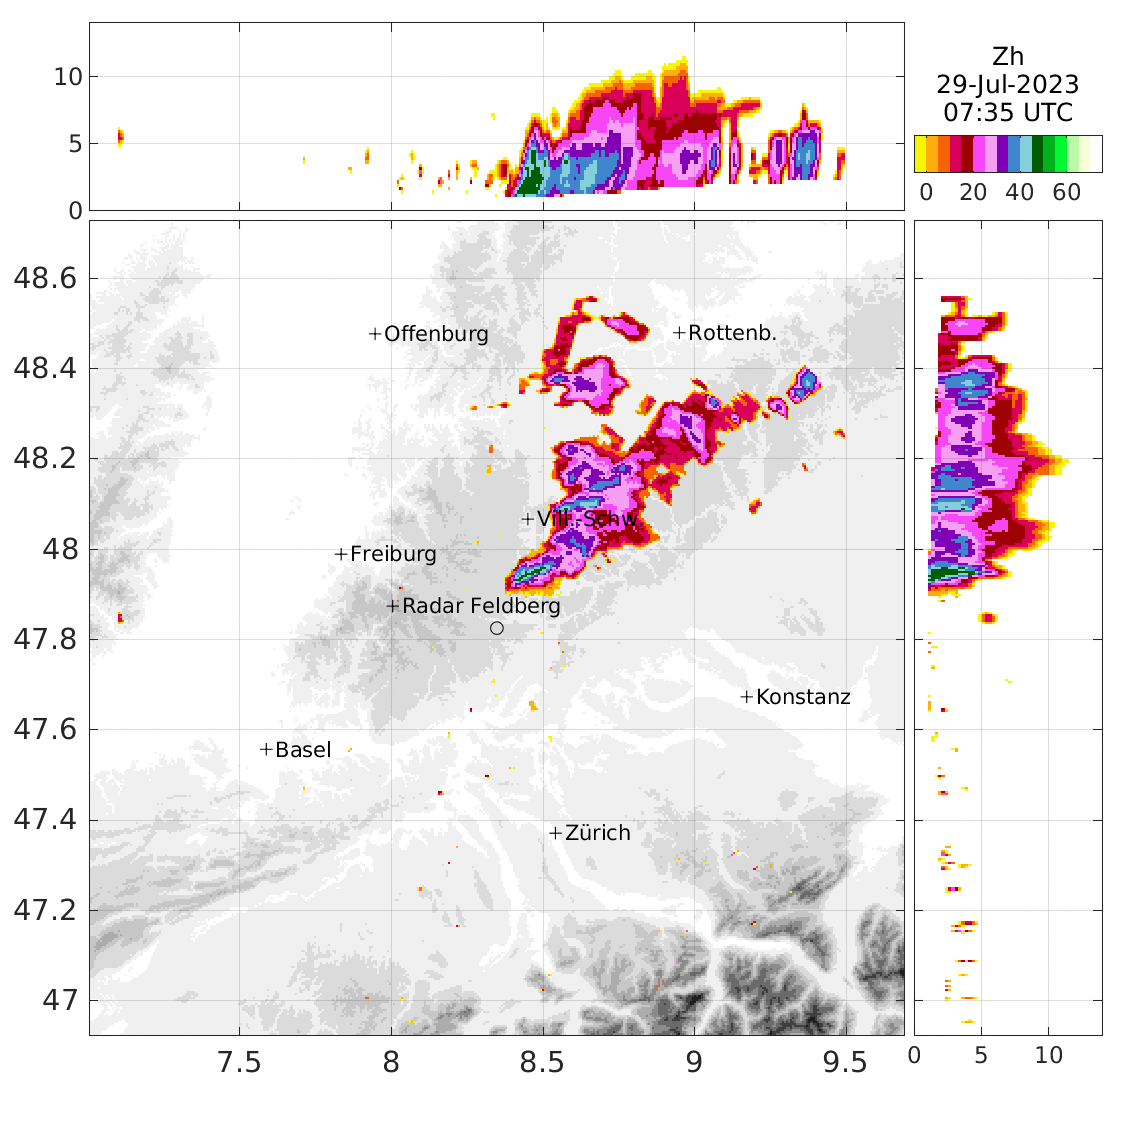 10
5
0
Zh
29-Jul-2023
07:35 UTC
0 20 40 60
48.6
48.4
48.2
48
47.8
47.6
47.4
47.2
47
+Offenburg
+Rottenb.
+Vill.-Schw.
+Freiburg
+Radar Feldberg
+Konstanz
+Basel
+Zürich
7.5 8 8.5 9 9.5
0 5 10